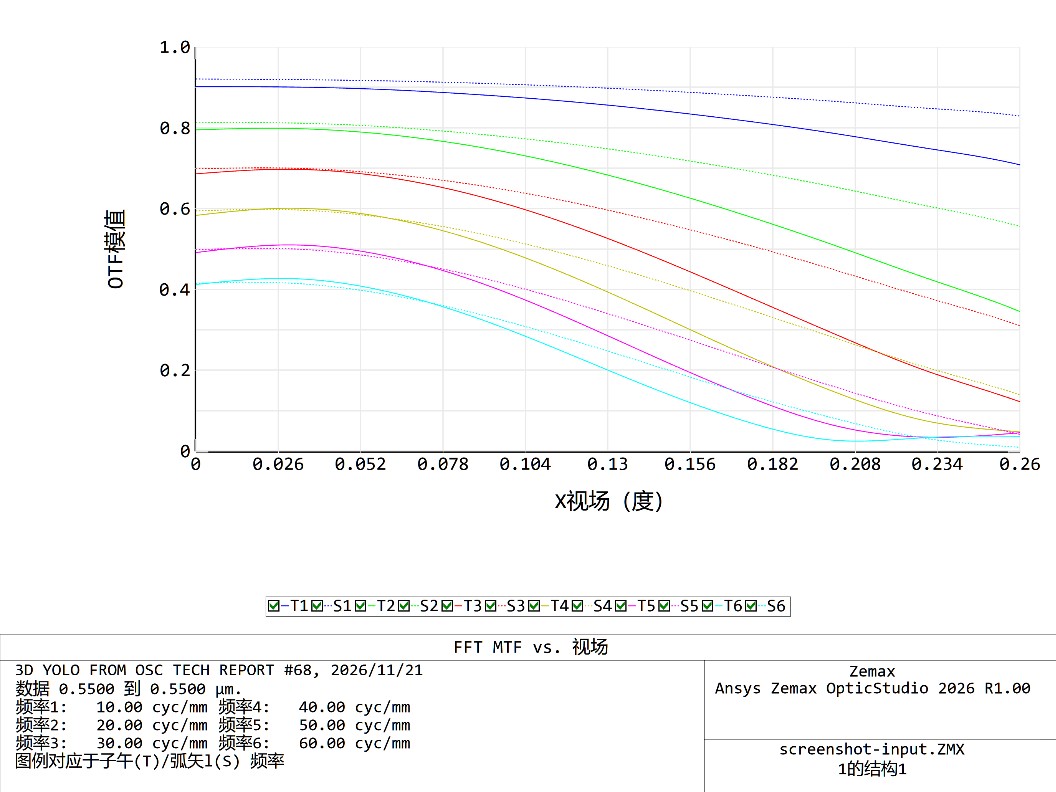 1.0
0.8
0.6
0.4
0.2
0
OTF模值
0 0.026 0.052 0.078 0.104 0.13 0.156 0.182 0.208 0.234 0.26
X视场 (度)
T1 S1 T2 S2 T3 S3 T4 S4 T5 S5 T6 S6
FFT MTF vs. 视场
3D YOLO FROM OSC TECH REPORT #68, 2026/11/21
数据 0.5500 到 0.5500 µm.
频率1: 10.00 cyc/mm 频率4: 40.00 cyc/mm
频率2: 20.00 cyc/mm 频率5: 50.00 cyc/mm
频率3: 30.00 cyc/mm 频率6: 60.00 cyc/mm
图例对应于子午(T)/弧矢l(S) 频率
Zemax
Ansys Zemax OpticStudio 2026 R1.00
screenshot-input.ZMX
1的结构1